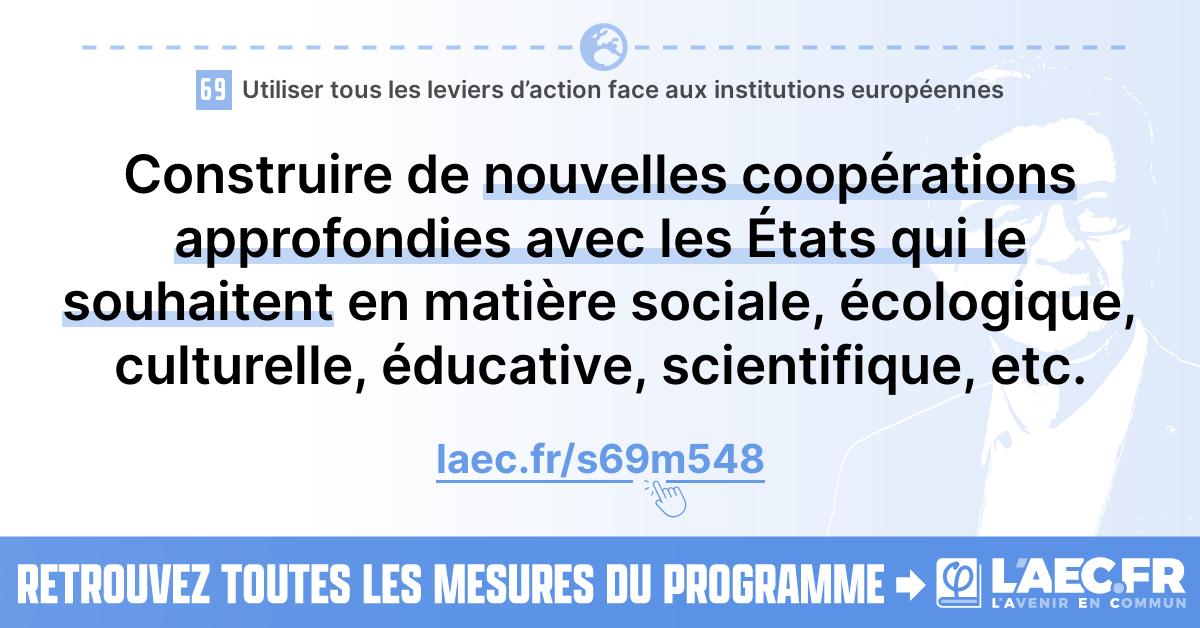 69 Utiliser tous les leviers d’action face aux institutions européennes
Construire de nouvelles coopérations
approfondies avec les États qui le
souhaitent en matière sociale, écologique,
culturelle, éducative, scientifique, etc.
laec.fr/s69m548
RETROUVEZ TOUTES LES MESURES DU PROGRAMME
φ L'AEC.FR
L'AVENIR EN COMMUN